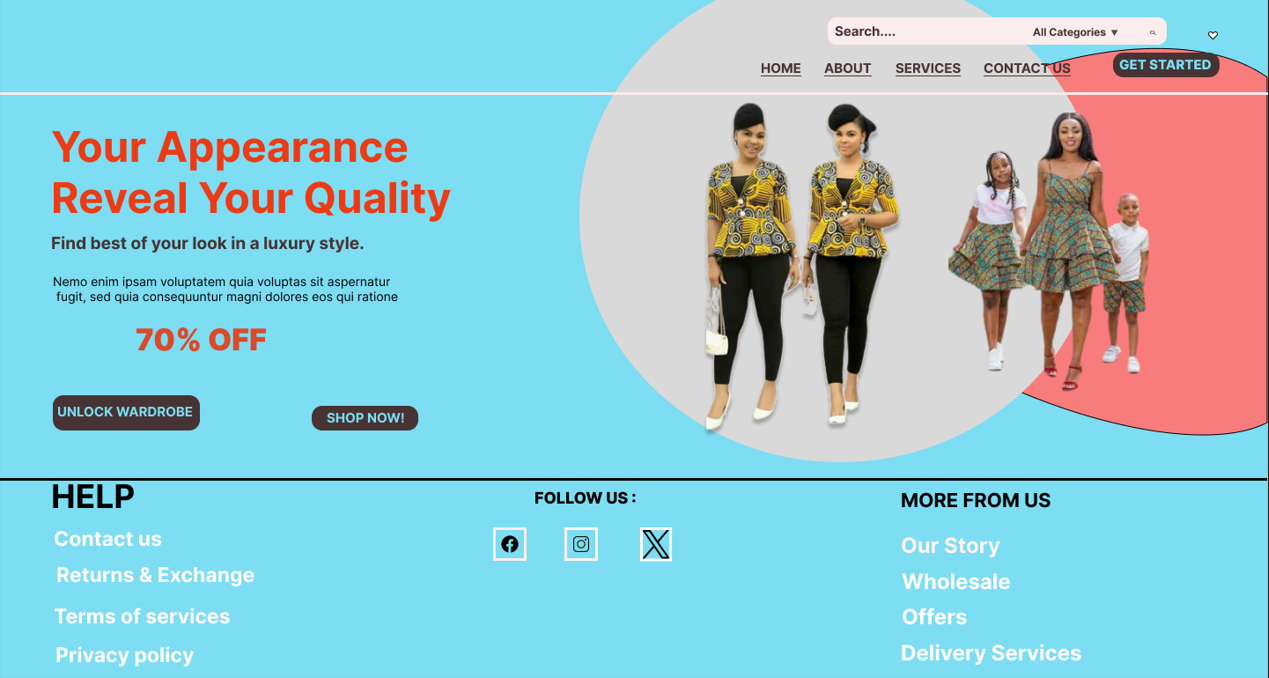 Search....
All Categories ▼
HOME
ABOUT
SERVICES
CONTACT US
GET STARTED
Your Appearance
Reveal Your Quality
Find best of your look in a luxury style.
Nemo enim ipsam voluptatem quia voluptas sit aspernatur
fugit, sed quia consequuntur magni dolores eos qui ratione
70% OFF
UNLOCK WARDROBE
SHOP NOW!
HELP
Contact us
Returns & Exchange
Terms of services
Privacy policy
FOLLOW US :
MORE FROM US
Our Story
Wholesale
Offers
Delivery Services